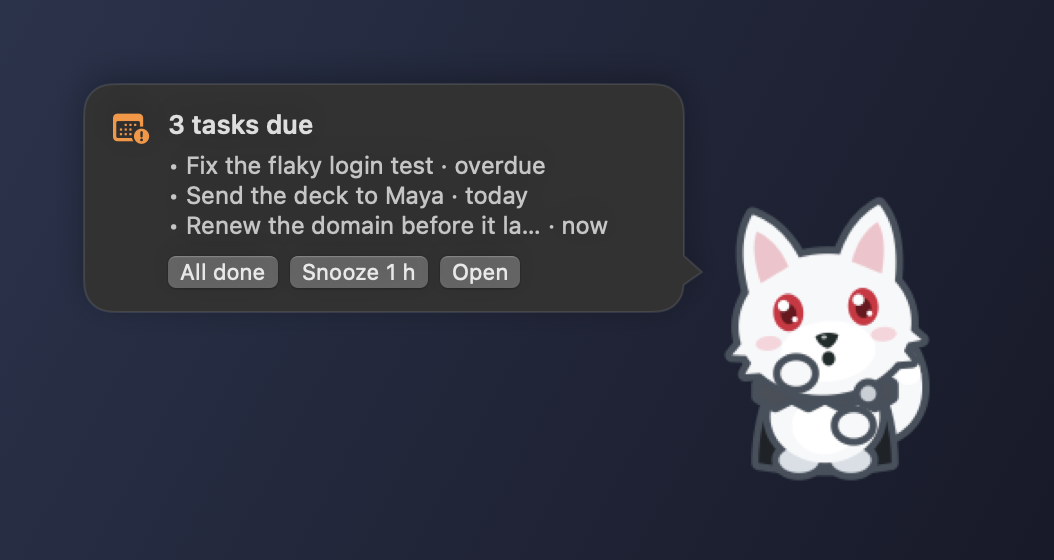 3 tasks due
• Fix the flaky login test · overdue
• Send the deck to Maya · today
• Renew the domain before it la... · now
All done Snooze 1 h Open